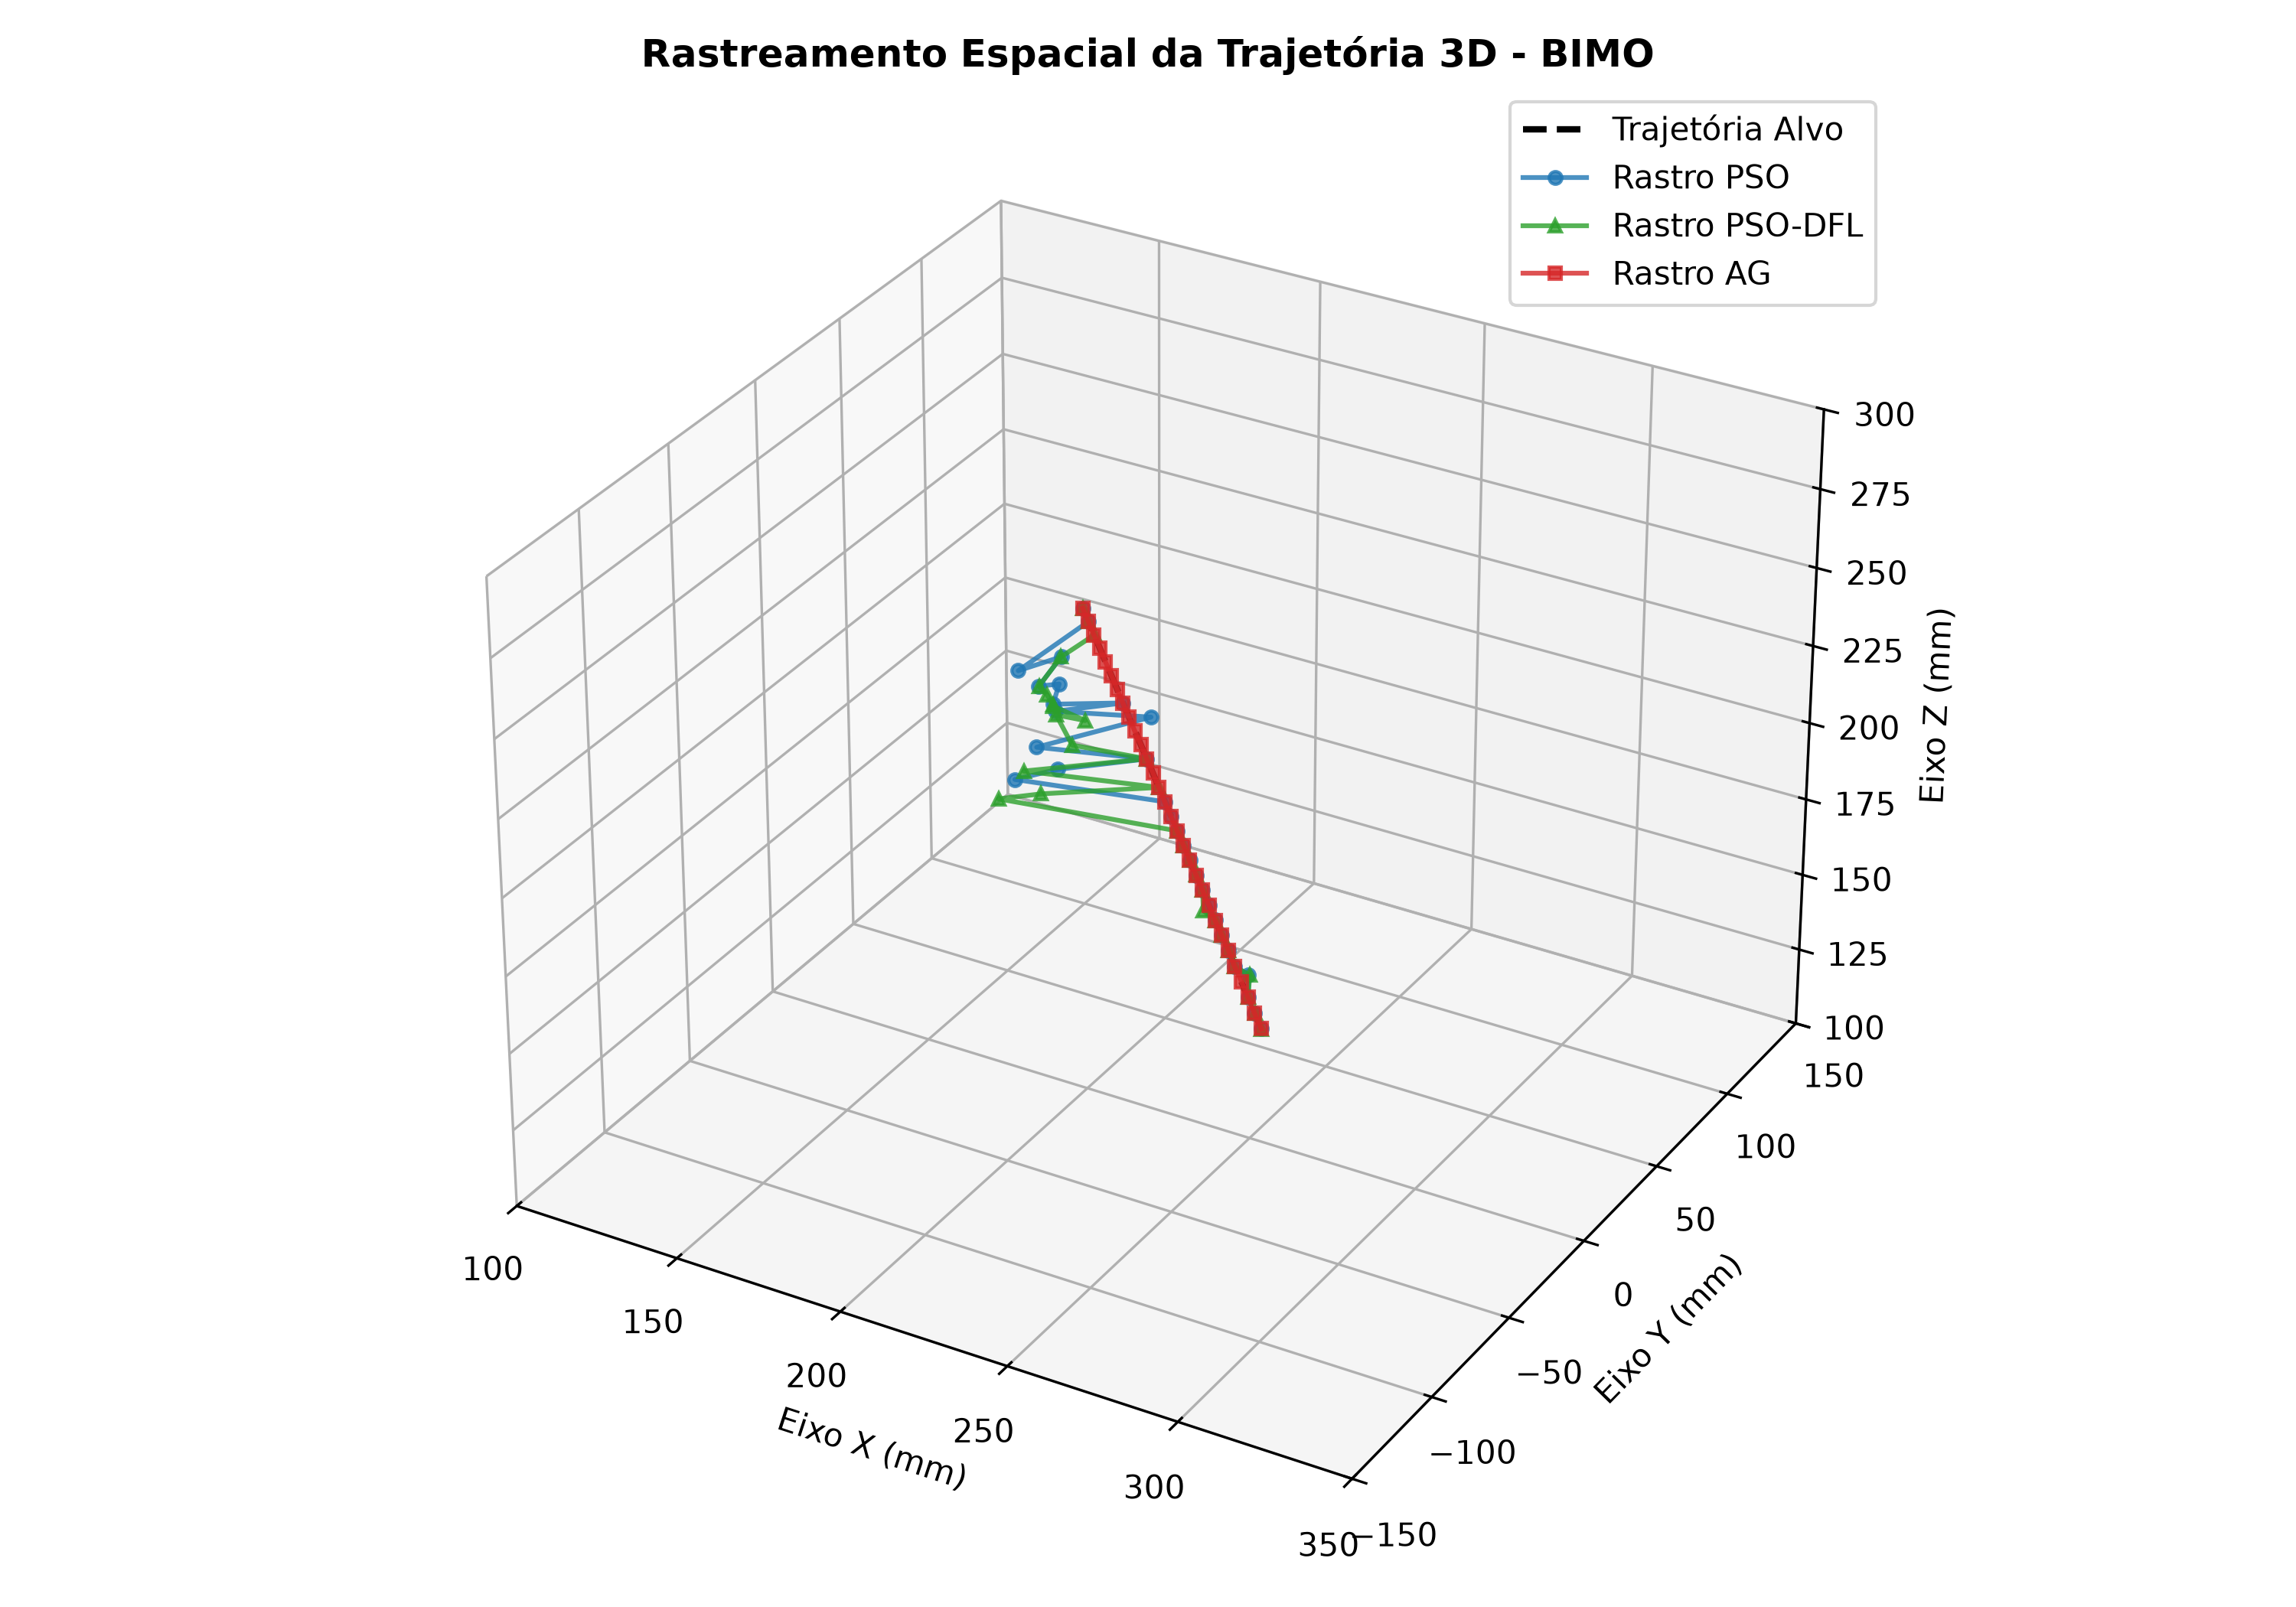 Rastreamento Espacial da Trajetória 3D - BIMO
Trajetória Alvo
Rastro PSO
Rastro PSO-DFL
Rastro AG
300
275
250
225
200
175
150
125
100
Eixo Z (mm)
150
100
50
0
−50
−100
−150
Eixo Y (mm)
100
150
200
250
300
350
Eixo X (mm)